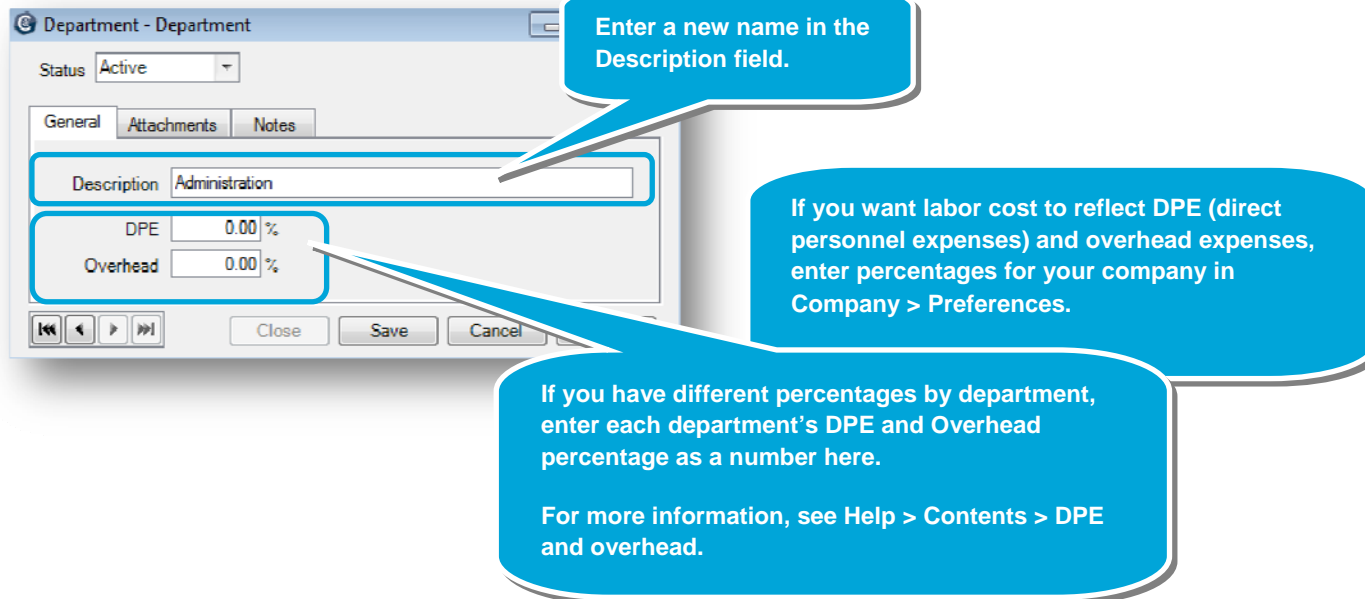 Department - Department
Status Active
General Attachments Notes
Description Administration
DPE 0.00 %
Overhead 0.00 %
Close Save Cancel
Enter a new name in the
Description field.
If you want labor cost to reflect DPE (direct
personnel expenses) and overhead expenses,
enter percentages for your company in
Company > Preferences.
If you have different percentages by department,
enter each department’s DPE and Overhead
percentage as a number here.
For more information, see Help > Contents > DPE
and overhead.